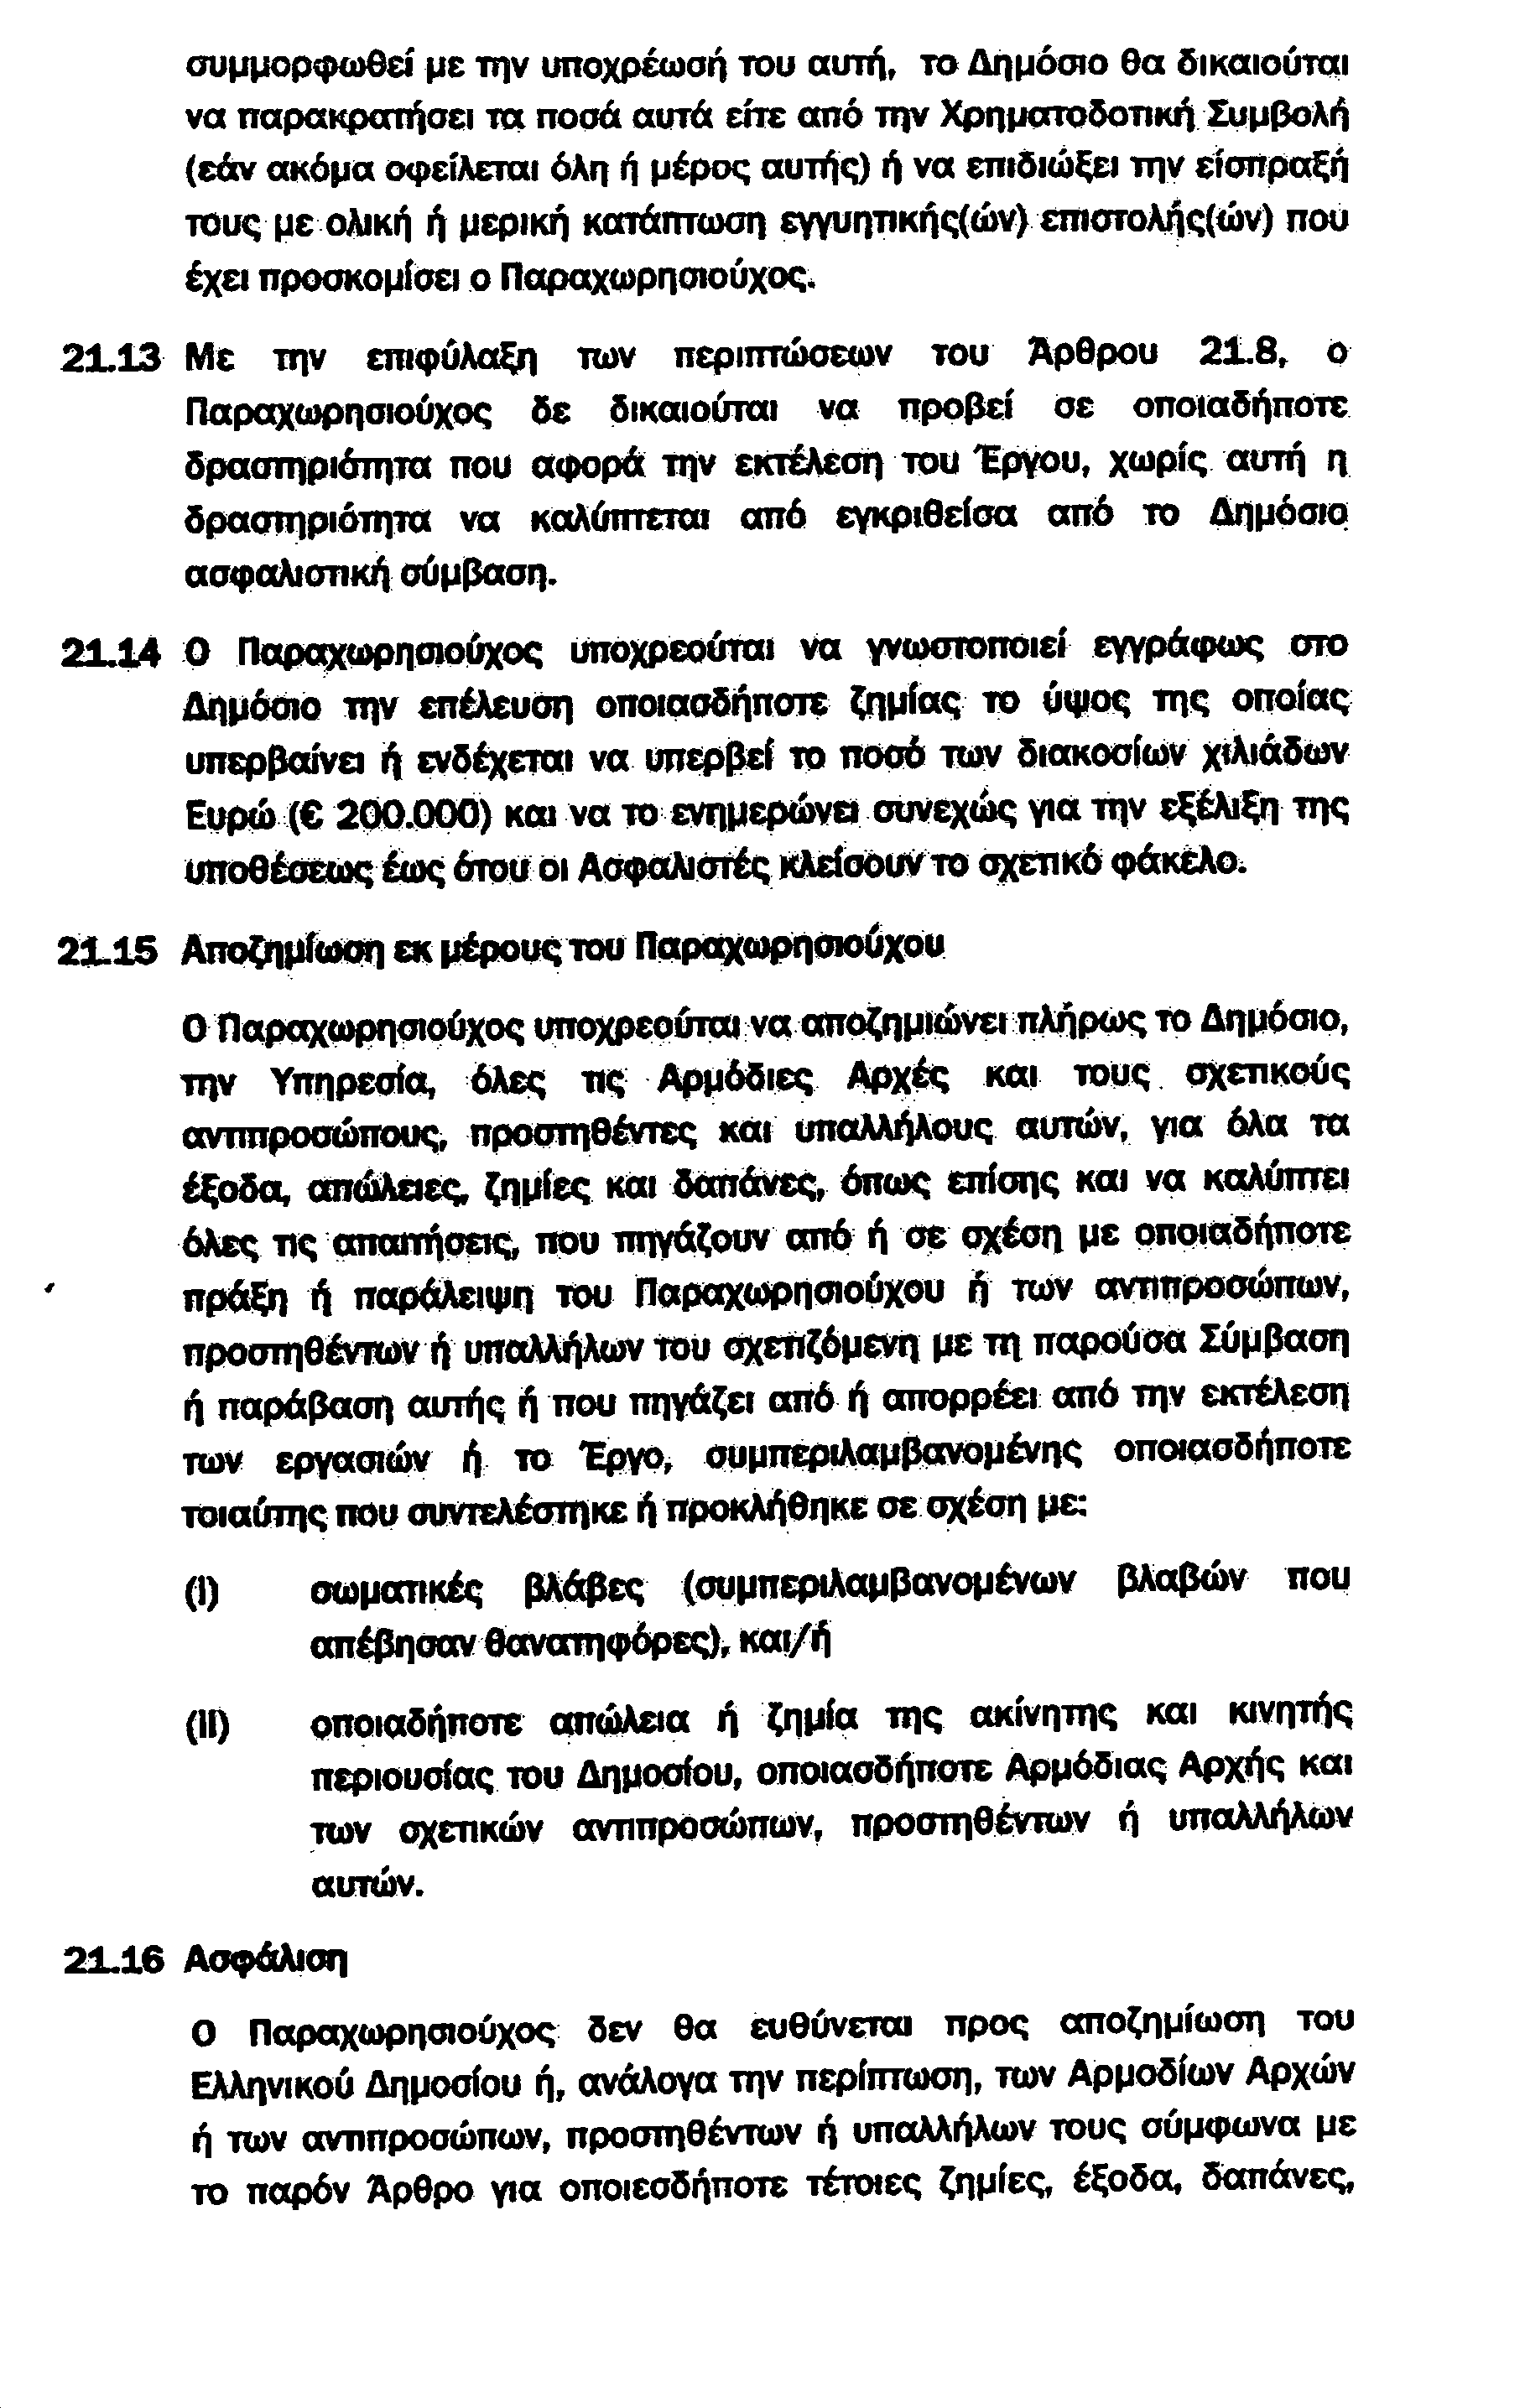 συμμορφωθεί με την υποχρέωσή του αυτή, το Δημόσιο θα δικαιούται
να παρακρατήσει τα ποσά αυτά είτε από την Χρηματοδοτική Συμβολή
(εάν ακόμα οφείλεται όλη ή μέρος αυτής) ή να επιδιώξει την είσπραξή
τους με ολική ή μερική κατάπτωση εγγυητικής(ών) επιστολής(ών) που
έχει προσκομίσει ο Παραχωρησιούχος.
21.13 Με την επιφύλαξη των περιπτώσεων του Άρθρου 21.8, ο
Παραχωρησιούχος δε δικαιούται να προβεί σε οποιαδήποτε
δραστηριότητα που αφορά την εκτέλεση του Έργου, χωρίς αυτή η
δραστηριότητα να καλύπτεται από εγκριθείσα από το Δημόσιο
ασφαλιστική σύμβαση.
21.14 Ο Παραχωρησιούχος υποχρεούται να γνωστοποιεί εγγράφως στο
Δημόσιο την επέλευση οποιασδήποτε ζημίας το ύψος της οποίας
υπερβαίνει ή ενδέχεται να υπερβεί το ποσό των διακοσίων χιλιάδων
Ευρώ (€ 200.000) και να το ενημερώνει συνεχώς για την εξέλιξη της
υποθέσεως έως ότου οι Ασφαλιστές κλείσουν το σχετικό φάκελο.
21.15 Αποζημίωση εκ μέρους του Παραχωρησιούχου
Ο Παραχωρησιούχος υποχρεούται να αποζημιώνει πλήρως το Δημόσιο,
την Υπηρεσία, όλες τις Αρμόδιες Αρχές και τους σχετικούς
αντιπροσώπους, προστηθέντες και υπαλλήλους αυτών, για όλα τα
έξοδα, απώλειες, ζημίες και δαπάνες, όπως επίσης και να καλύπτει
όλες τις απαιτήσεις, που πηγάζουν από ή σε σχέση με οποιαδήποτε
πράξη ή παράλειψη του Παραχωρησιούχου ή των αντιπροσώπων,
προστηθέντων ή υπαλλήλων του σχετιζόμενη με τη παρούσα Σύμβαση
ή παράβαση αυτής ή που πηγάζει από ή απορρέει από την εκτέλεση
των εργασιών ή το Έργο, συμπεριλαμβανομένης οποιασδήποτε
τοιαύτης που συντελέστηκε ή προκλήθηκε σε σχέση με:
(I) σωματικές βλάβες (συμπεριλαμβανομένων βλαβών που
απέβησαν θανατηφόρες), και/ή
(II) οποιαδήποτε απώλεια ή ζημία της ακίνητης και κινητής
περιουσίας του Δημοσίου, οποιασδήποτε Αρμόδιας Αρχής και
των σχετικών αντιπροσώπων, προστηθέντων ή υπαλλήλων
αυτών.
21.16 Ασφάλιση
Ο Παραχωρησιούχος δεν θα ευθύνεται προς αποζημίωση του
Ελληνικού Δημοσίου ή, ανάλογα την περίπτωση, των Αρμοδίων Αρχών
ή των αντιπροσώπων, προστηθέντων ή υπαλλήλων τους σύμφωνα με
το παρόν Άρθρο για οποιεσδήποτε τέτοιες ζημίες, έξοδα, δαπάνες,